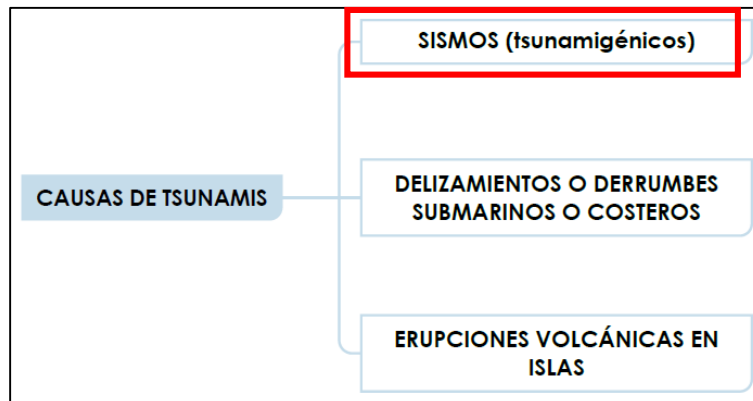 SISMOS (tsunamigénicos)
CAUSAS DE TSUNAMIS
DELIZAMIENTOS O DERRUMBES
SUBMARINOS O COSTEROS
ERUPCIONES VOLCÁNICAS EN
ISLAS